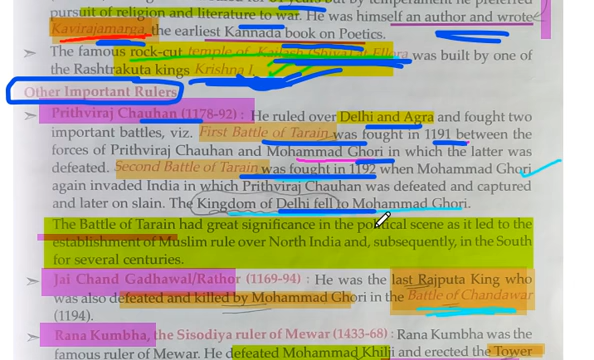 ruled for 64 years but by temperament he preferred
pursuit of religion and literature to war. He was himself an author and wrote
Kavirajamarga, the earliest Kannada book on Poetics.
➤ The famous rock-cut temple of Kailash (Shiva) at Ellora was built by one of
the Rashtrakuta kings Krishna I.
Other Important Rulers
➤ Prithviraj Chauhan (1178-92) : He ruled over Delhi and Agra and fought two
important battles, viz. First Battle of Tarain was fought in 1191 between the
forces of Prithviraj Chauhan and Mohammad Ghori in which the latter was
defeated. Second Battle of Tarain was fought in 1192 when Mohammad Ghori
again invaded India in which Prithviraj Chauhan was defeated and captured
and later on slain. The Kingdom of Delhi fell to Mohammad Ghori.
The Battle of Tarain had great significance in the political scene as it led to the
establishment of Muslim rule over North India and, subsequently, in the South
for several centuries.
➤ Jai Chand Gadhawal/Rathor (1169-94) : He was the last Rajputa King who
was also defeated and killed by Mohammad Ghori in the Battle of Chandawar
(1194).
➤ Rana Kumbha, the Sisodiya ruler of Mewar (1433-68) : Rana Kumbha was the
famous ruler of Mewar. He defeated Mohammad Khilji and erected the Tower